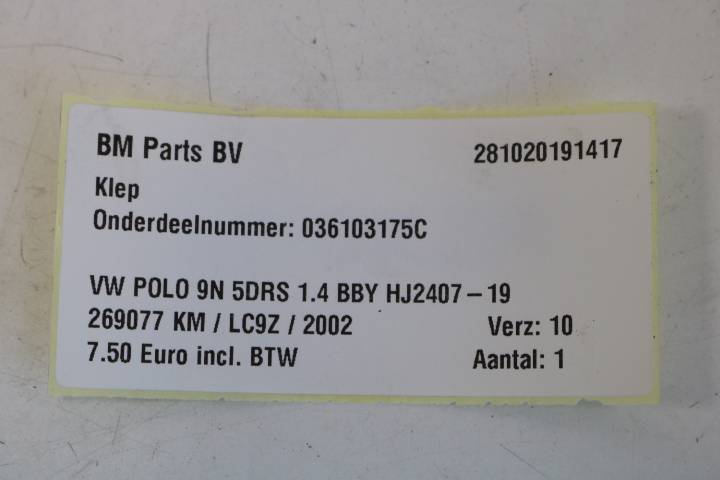 BM Parts BV 281020191417
Klep
Onderdeelnummer: 036103175C
VW POLO 9N 5DRS 1.4 BBY HJ2407-19
269077 KM / LC9Z / 2002 Verz: 10
7.50 Euro incl. BTW Aantal: 1